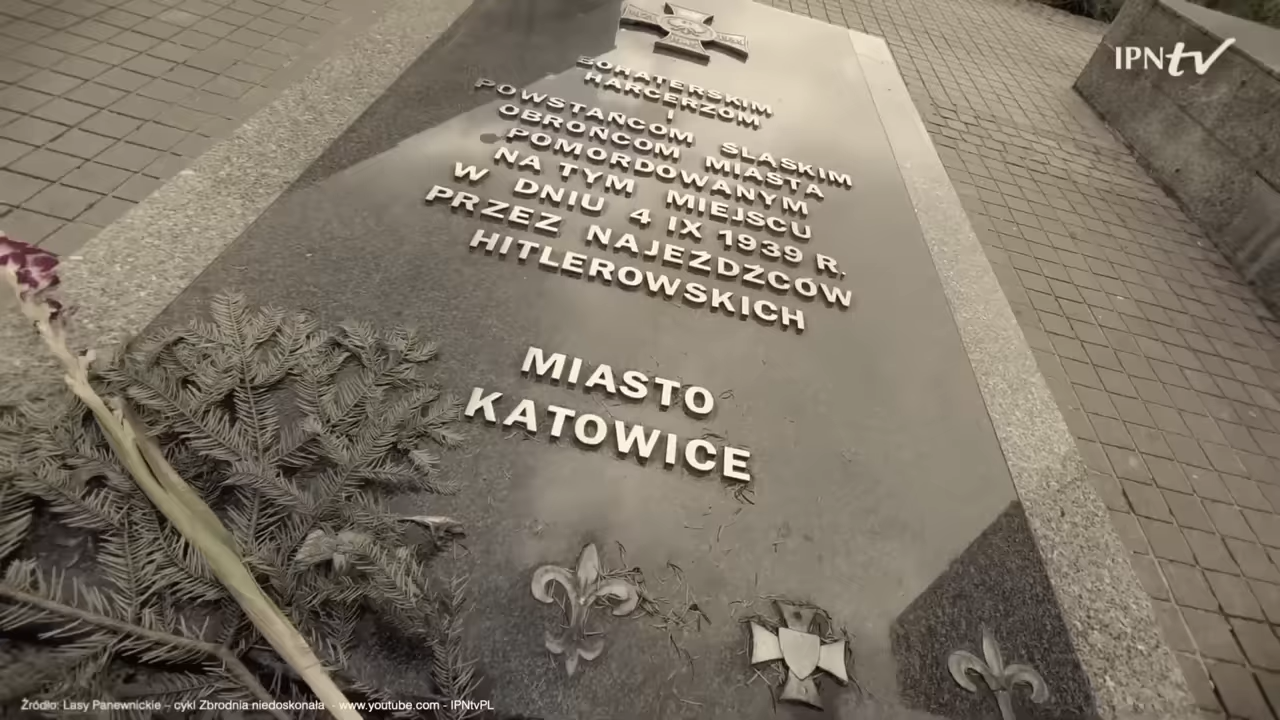 IPNtv
BOHATERSKIM
HARCERZOM
I
POWSTAŃCOM ŚLĄSKIM
OBROŃCOM MIASTA
POMORDOWANYM
NA TYM MIEJSCU
W DNIU 4 IX 1939 R.
PRZEZ NAJEŹDŹCÓW
HITLEROWSKICH
MIASTO
KATOWICE
Źródło: Lasy Panewnickie – cykl Zbrodnia niedoskonała - www.youtube.com - IPNtvPL